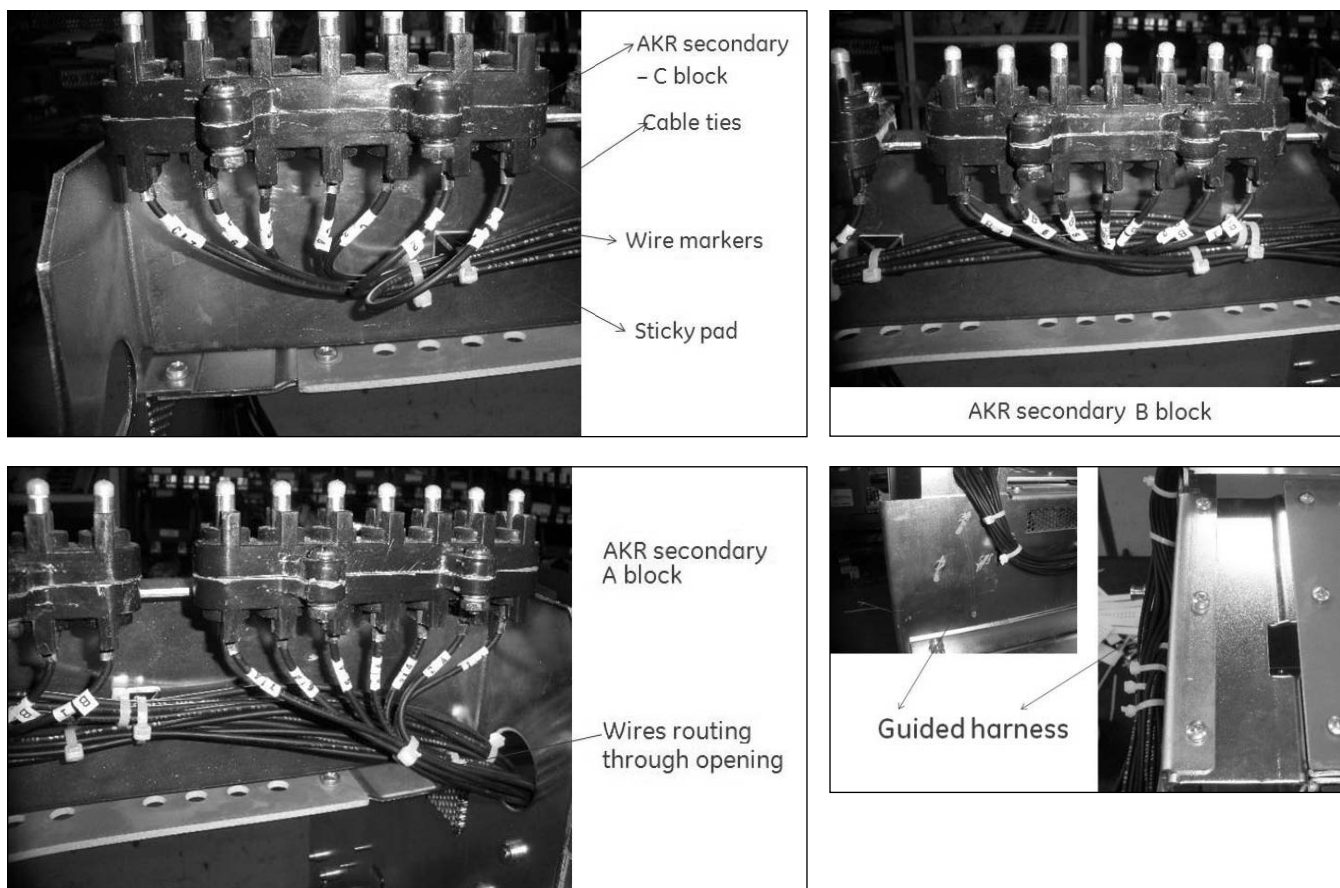 AKR secondary
– C block
Cable ties
Wire markers
Sticky pad
AKR secondary B block
AKR secondary
A block
Wires routing
through opening
Guided harness